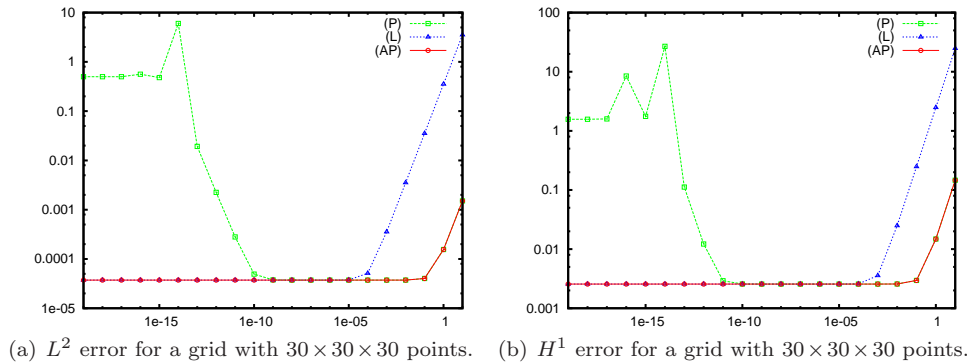 10
1
0.1
0.01
0.001
0.0001
1e-05
1e-15
1e-10
1e-05
1
(P)
(L)
(AP)
(a) L² error for a grid with 30×30×30 points.
100
10
1
0.1
0.01
0.001
1e-15
1e-10
1e-05
1
(P)
(L)
(AP)
(b) H¹ error for a grid with 30×30×30 points.